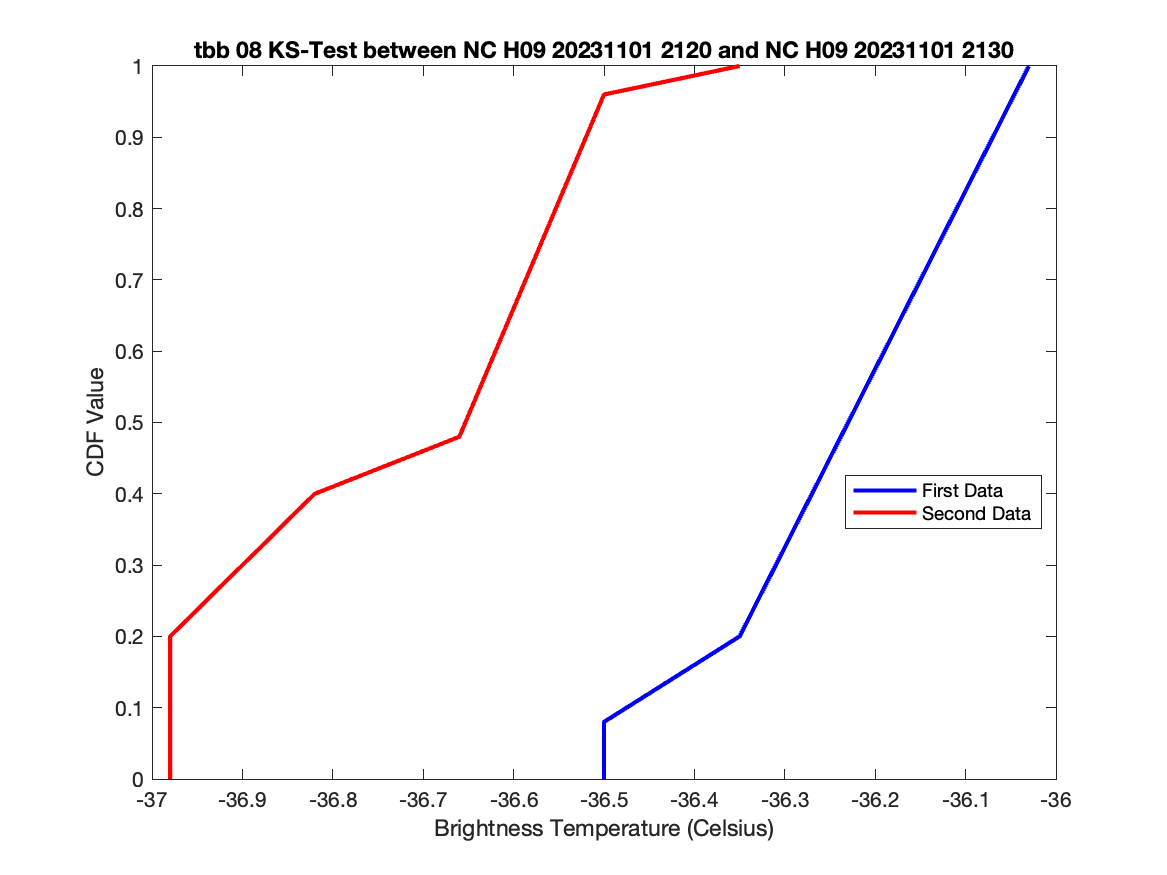 tbb 08 KS-Test between NC H09 20231101 2120 and NC H09 20231101 2130
1
0.9
0.8
0.7
0.6
0.5
0.4
0.3
0.2
0.1
0
CDF Value
First Data
Second Data
-37 -36.9 -36.8 -36.7 -36.6 -36.5 -36.4 -36.3 -36.2 -36.1 -36
Brightness Temperature (Celsius)